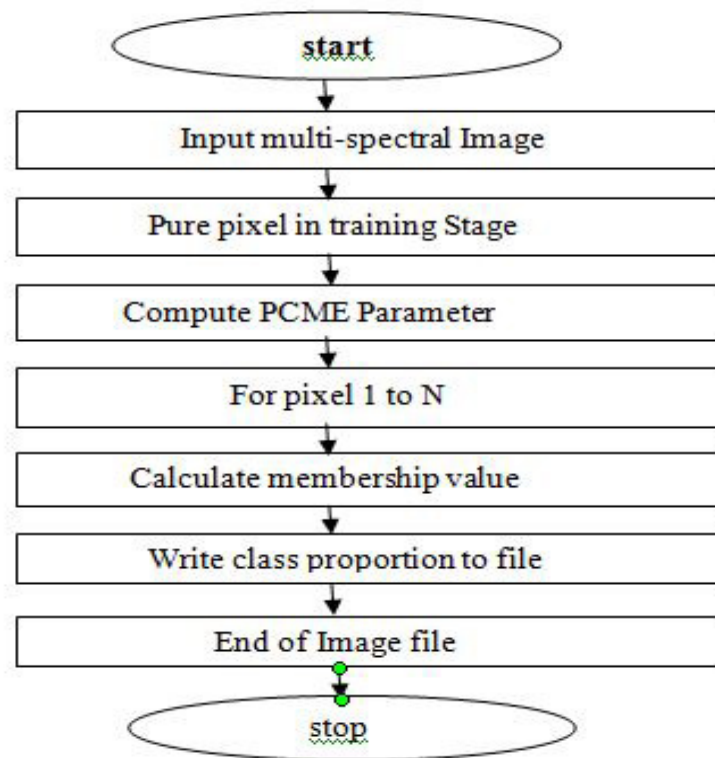 start
Input multi-spectral Image
Pure pixel in training Stage
Compute PCME Parameter
For pixel 1 to N
Calculate membership value
Write class proportion to file
End of Image file
stop